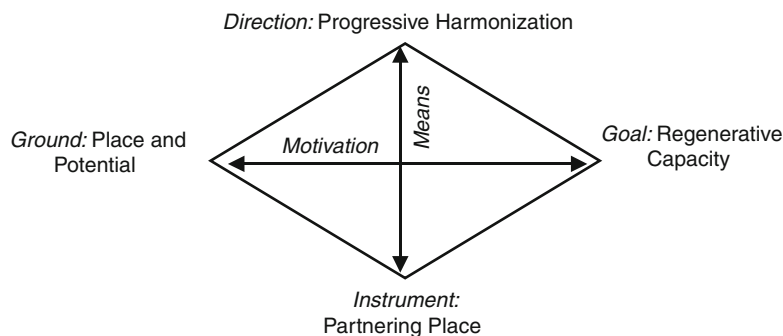 Direction: Progressive Harmonization
Ground: Place and
Potential
Motivation
Means
Goal: Regenerative
Capacity
Instrument:
Partnering Place